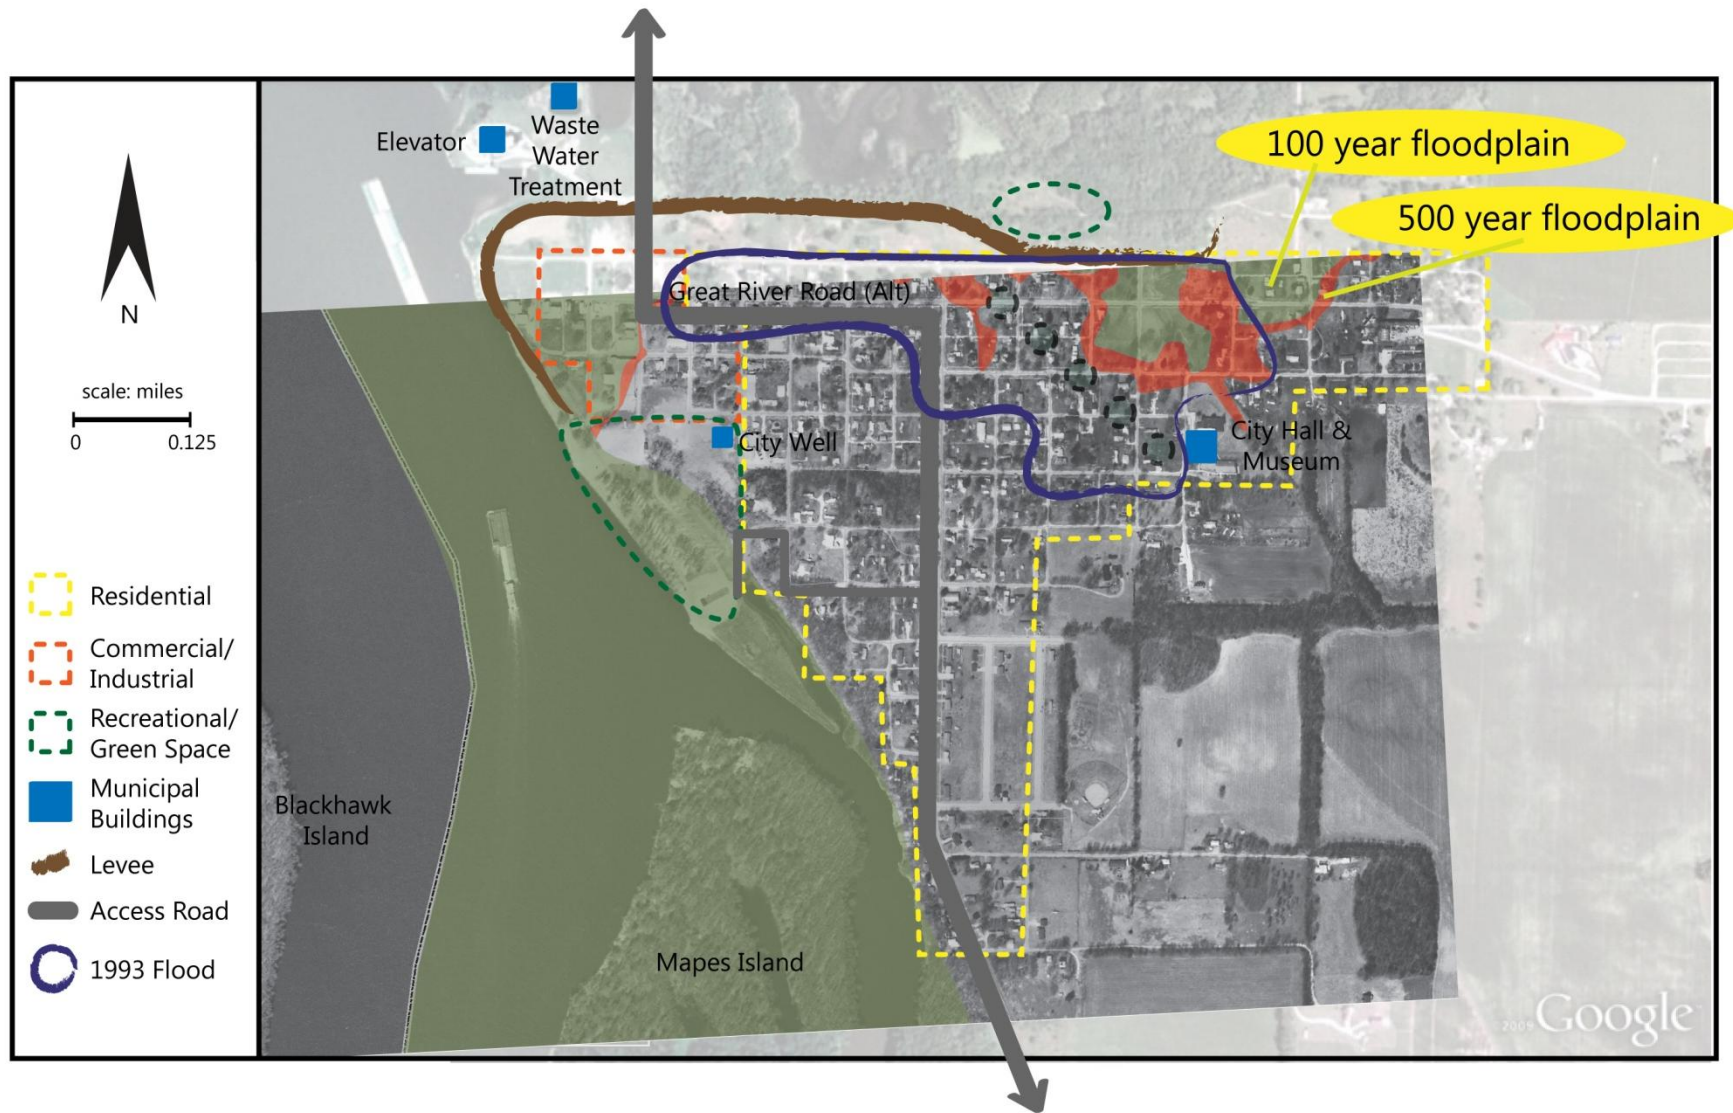 Elevator
Waste
Water
Treatment
100 year floodplain
500 year floodplain
N
scale: miles
0
0.125
Great River Road (Alt)
City Well
City Hall &
Museum
Residential
Commercial/
Industrial
Recreational/
Green Space
Municipal
Buildings
Levee
Access Road
1993 Flood
Blackhawk
Island
Mapes Island
2009 Google